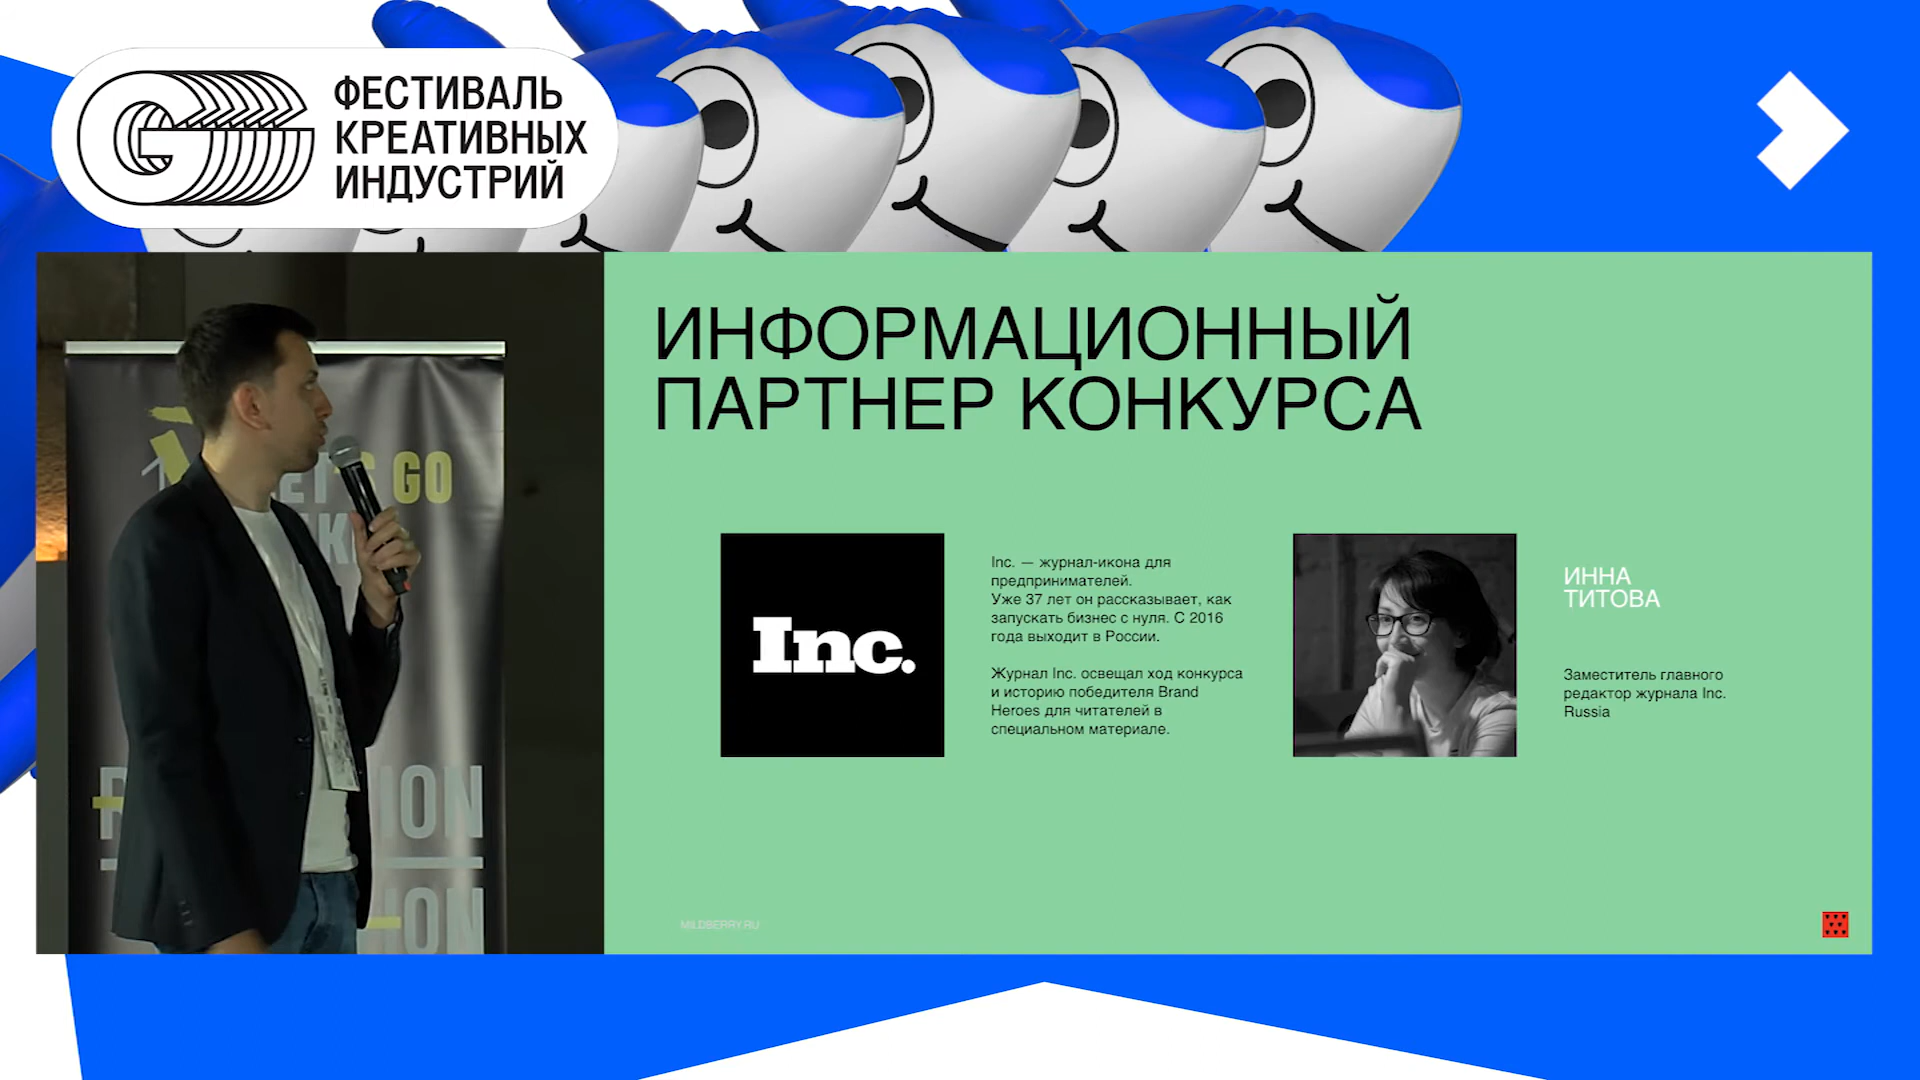 ФЕСТИВАЛЬ
КРЕАТИВНЫХ
ИНДУСТРИЙ
GO
ИНФОРМАЦИОННЫЙ
ПАРТНЕР КОНКУРСА
Inc.
Inc. — журнал-икона для
предпринимателей.
Уже 37 лет он рассказывает, как
запускать бизнес с нуля. С 2016
года выходит в России.
Журнал Inc. освещал ход конкурса
и историю победителя Brand
Heroes для читателей в
специальном материале.
ИННА
ТИТОВА
Заместитель главного
редактор журнала Inc.
Russia
MILDBERRY.RU